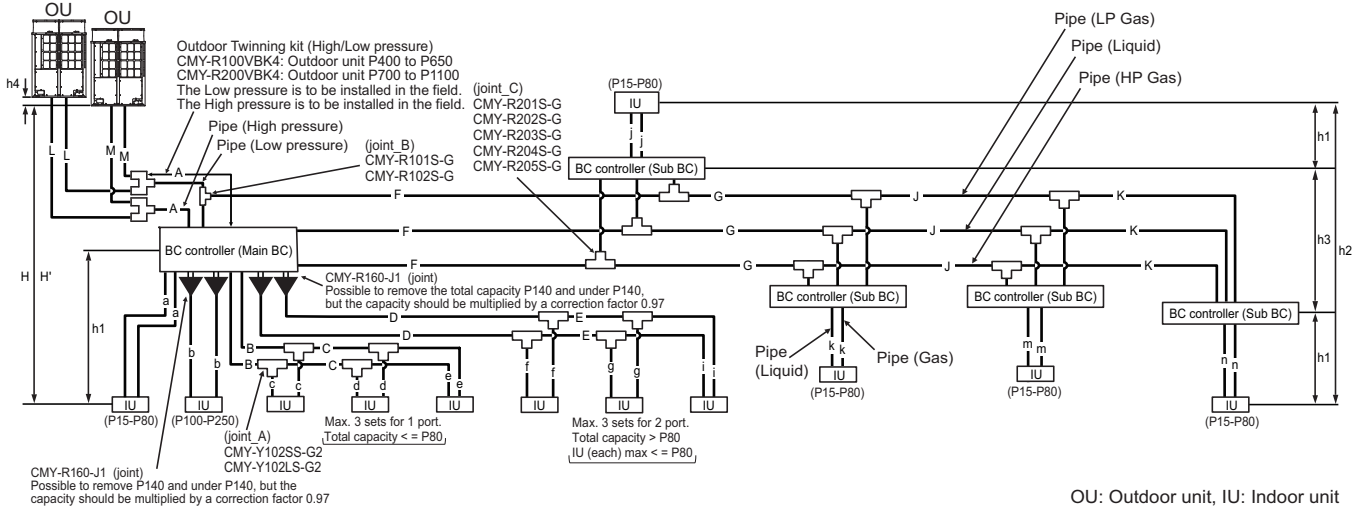 OU
OU
h4
Outdoor Twinning kit (High/Low pressure)
CMY-R100VBK4: Outdoor unit P400 to P650
CMY-R200VBK4: Outdoor unit P700 to P1100
The Low pressure is to be installed in the field.
The High pressure is to be installed in the field.
Pipe (High pressure)
Pipe (Low pressure)
(joint_B)
CMY-R101S-G
CMY-R102S-G
(joint_C)
CMY-R201S-G
CMY-R202S-G
CMY-R203S-G
CMY-R204S-G
CMY-R205S-G
(P15-P80)
IU
j
j
BC controller (Sub BC)
Pipe (LP Gas)
Pipe (Liquid)
Pipe (HP Gas)
h1
h3
h2
h1
L
L
M
M
A
A
F
G
J
K
F
G
J
K
F
G
J
K
H
H'
h1
BC controller (Main BC)
CMY-R160-J1 (joint)
Possible to remove the total capacity P140 and under P140,
but the capacity should be multiplied by a correction factor 0.97
BC controller (Sub BC)
BC controller (Sub BC)
BC controller (Sub BC)
a
a
b
b
B
C
B
C
c
c
d
d
e
e
D
E
D
E
f
f
g
g
i
i
Pipe
(Liquid)
k
k
Pipe (Gas)
m
m
n
n
IU
(P15-P80)
IU
(P15-P80)
IU
(P15-P80)
IU
(P15-P80)
IU
(P100-P250)
IU
IU
IU
IU
IU
IU
(joint_A)
CMY-Y102SS-G2
CMY-Y102LS-G2
Max. 3 sets for 1 port.
Total capacity < = P80
Max. 3 sets for 2 port.
Total capacity > P80
IU (each) max < = P80
CMY-R160-J1 (joint)
Possible to remove P140 and under P140, but the
capacity should be multiplied by a correction factor 0.97
OU: Outdoor unit, IU: Indoor unit